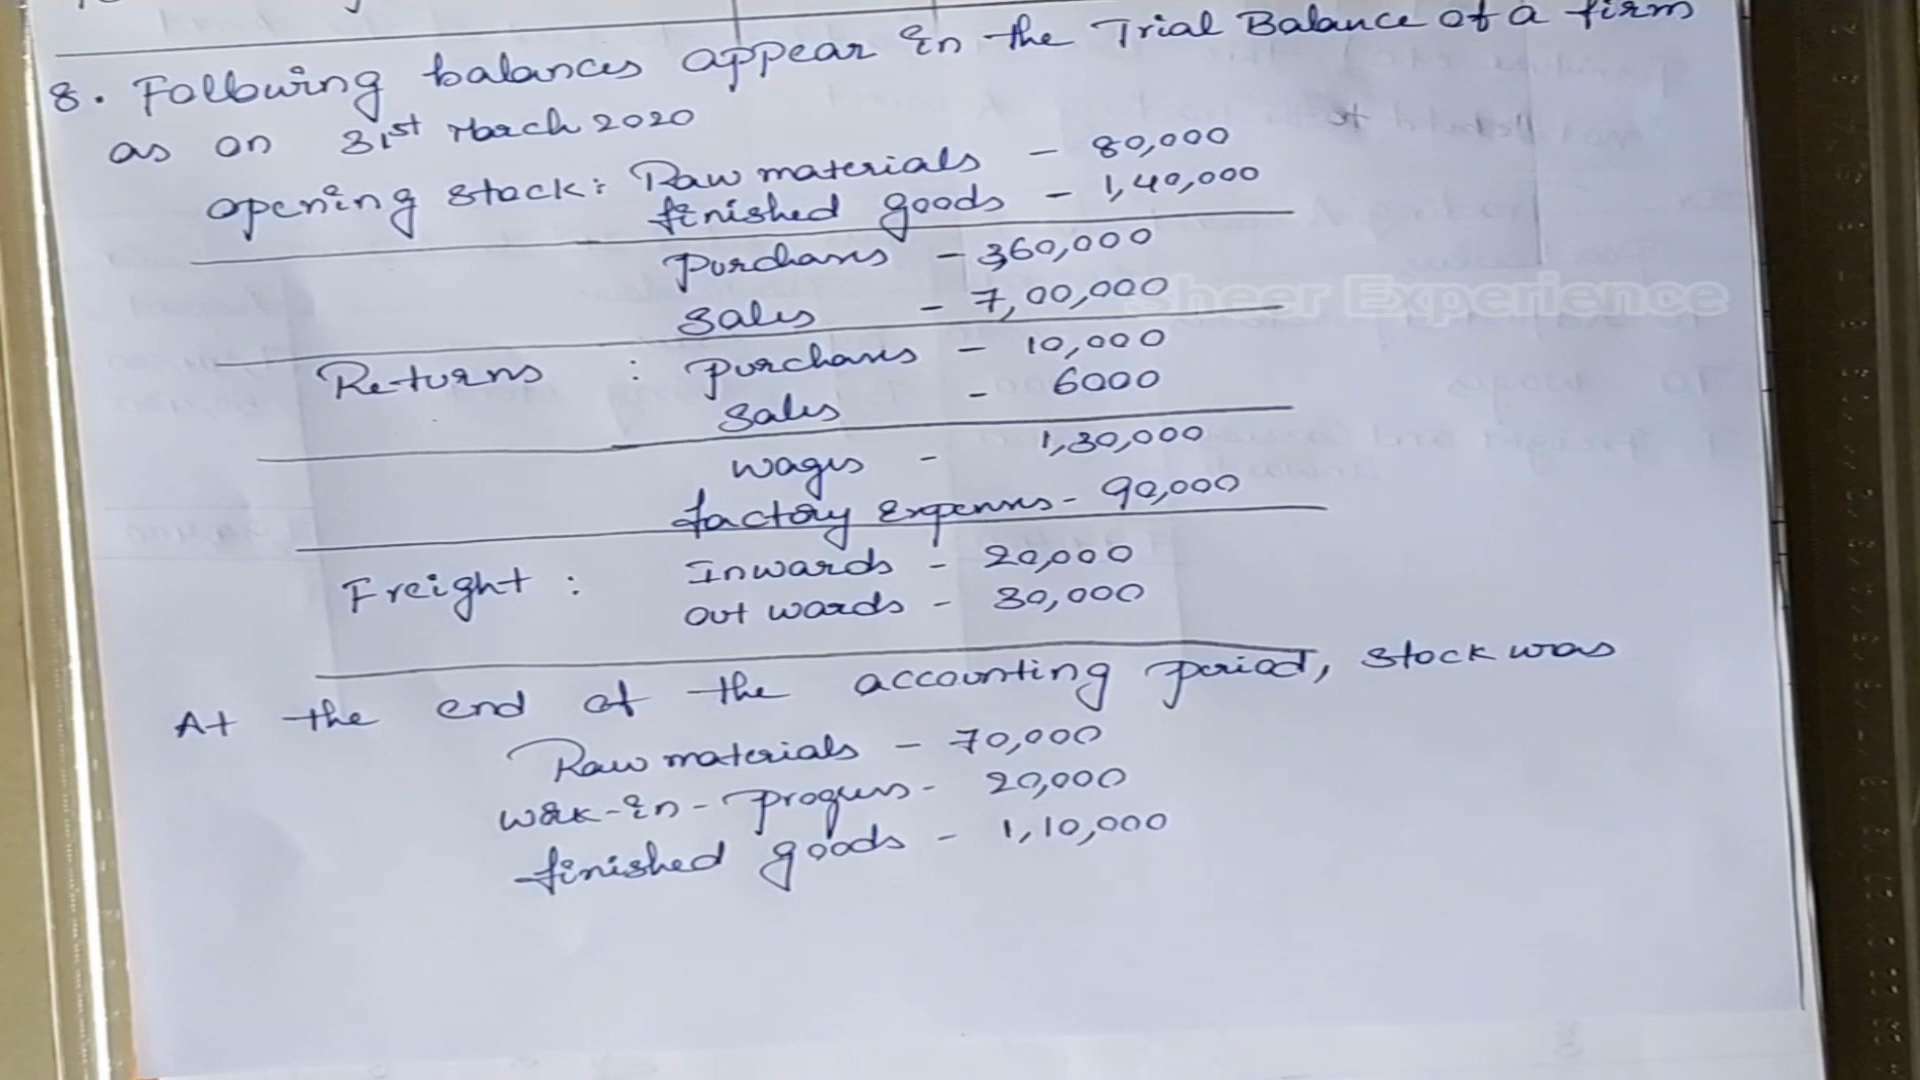 8. Following balances appear in the Trial Balance of a firm
as on 31st March 2020
opening stock: Raw materials - 80,000
finished goods - 1,40,000
Purchases - 3,60,000
Sales - 7,00,000
Sheer Experience
Returns : purchases - 10,000
Sales - 6000
wages - 1,30,000
factory expenses - 90,000
Freight : Inwards - 20,000
out wards - 30,000
At the end of the accounting period, stock was
Raw materials - 70,000
work-in-progress - 20,000
finished goods - 1,10,000